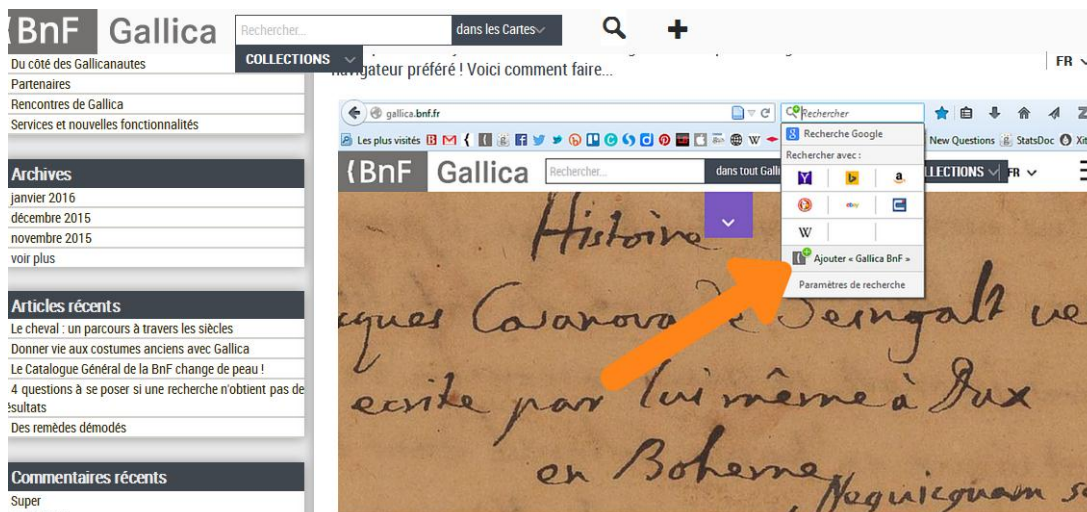 BnF Gallica Rechercher... dans les Cartes
COLLECTIONS
FR
Du côté des Gallicanautes
Partenaires
Rencontres de Gallica
Services et nouvelles fonctionnalités
Archives
janvier 2016
décembre 2015
novembre 2015
voir plus
Articles récents
Le cheval : un parcours à travers les siècles
Donner vie aux costumes anciens avec Gallica
Le Catalogue Général de la BnF change de peau !
4 questions à se poser si une recherche n'obtient pas de
ésultats
Des remèdes démodés
Commentaires récents
Super
navigateur préféré ! Voici comment faire...
gallica.bnf.fr Rechercher
Les plus visités New Questions StatsDoc Xit
Recherche Google
Rechercher avec :
ebay
W
Ajouter « Gallica BnF »
Paramètres de recherche
BnF Gallica Rechercher... dans tout Galli LLECTIONS FR
Histoire
cques Casanova de Seingalt ve
ecrite par lui même à Dux
en Boheme
Nequicquam s